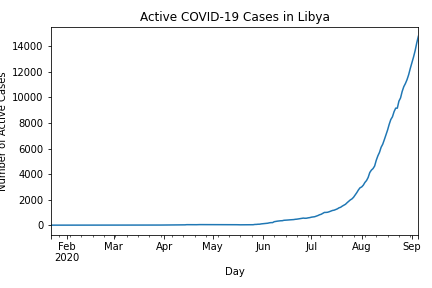 Active COVID-19 Cases in Libya
Number of Active Cases
14000
12000
10000
8000
6000
4000
2000
0
Feb Mar Apr May Jun Jul Aug Sep
2020
Day